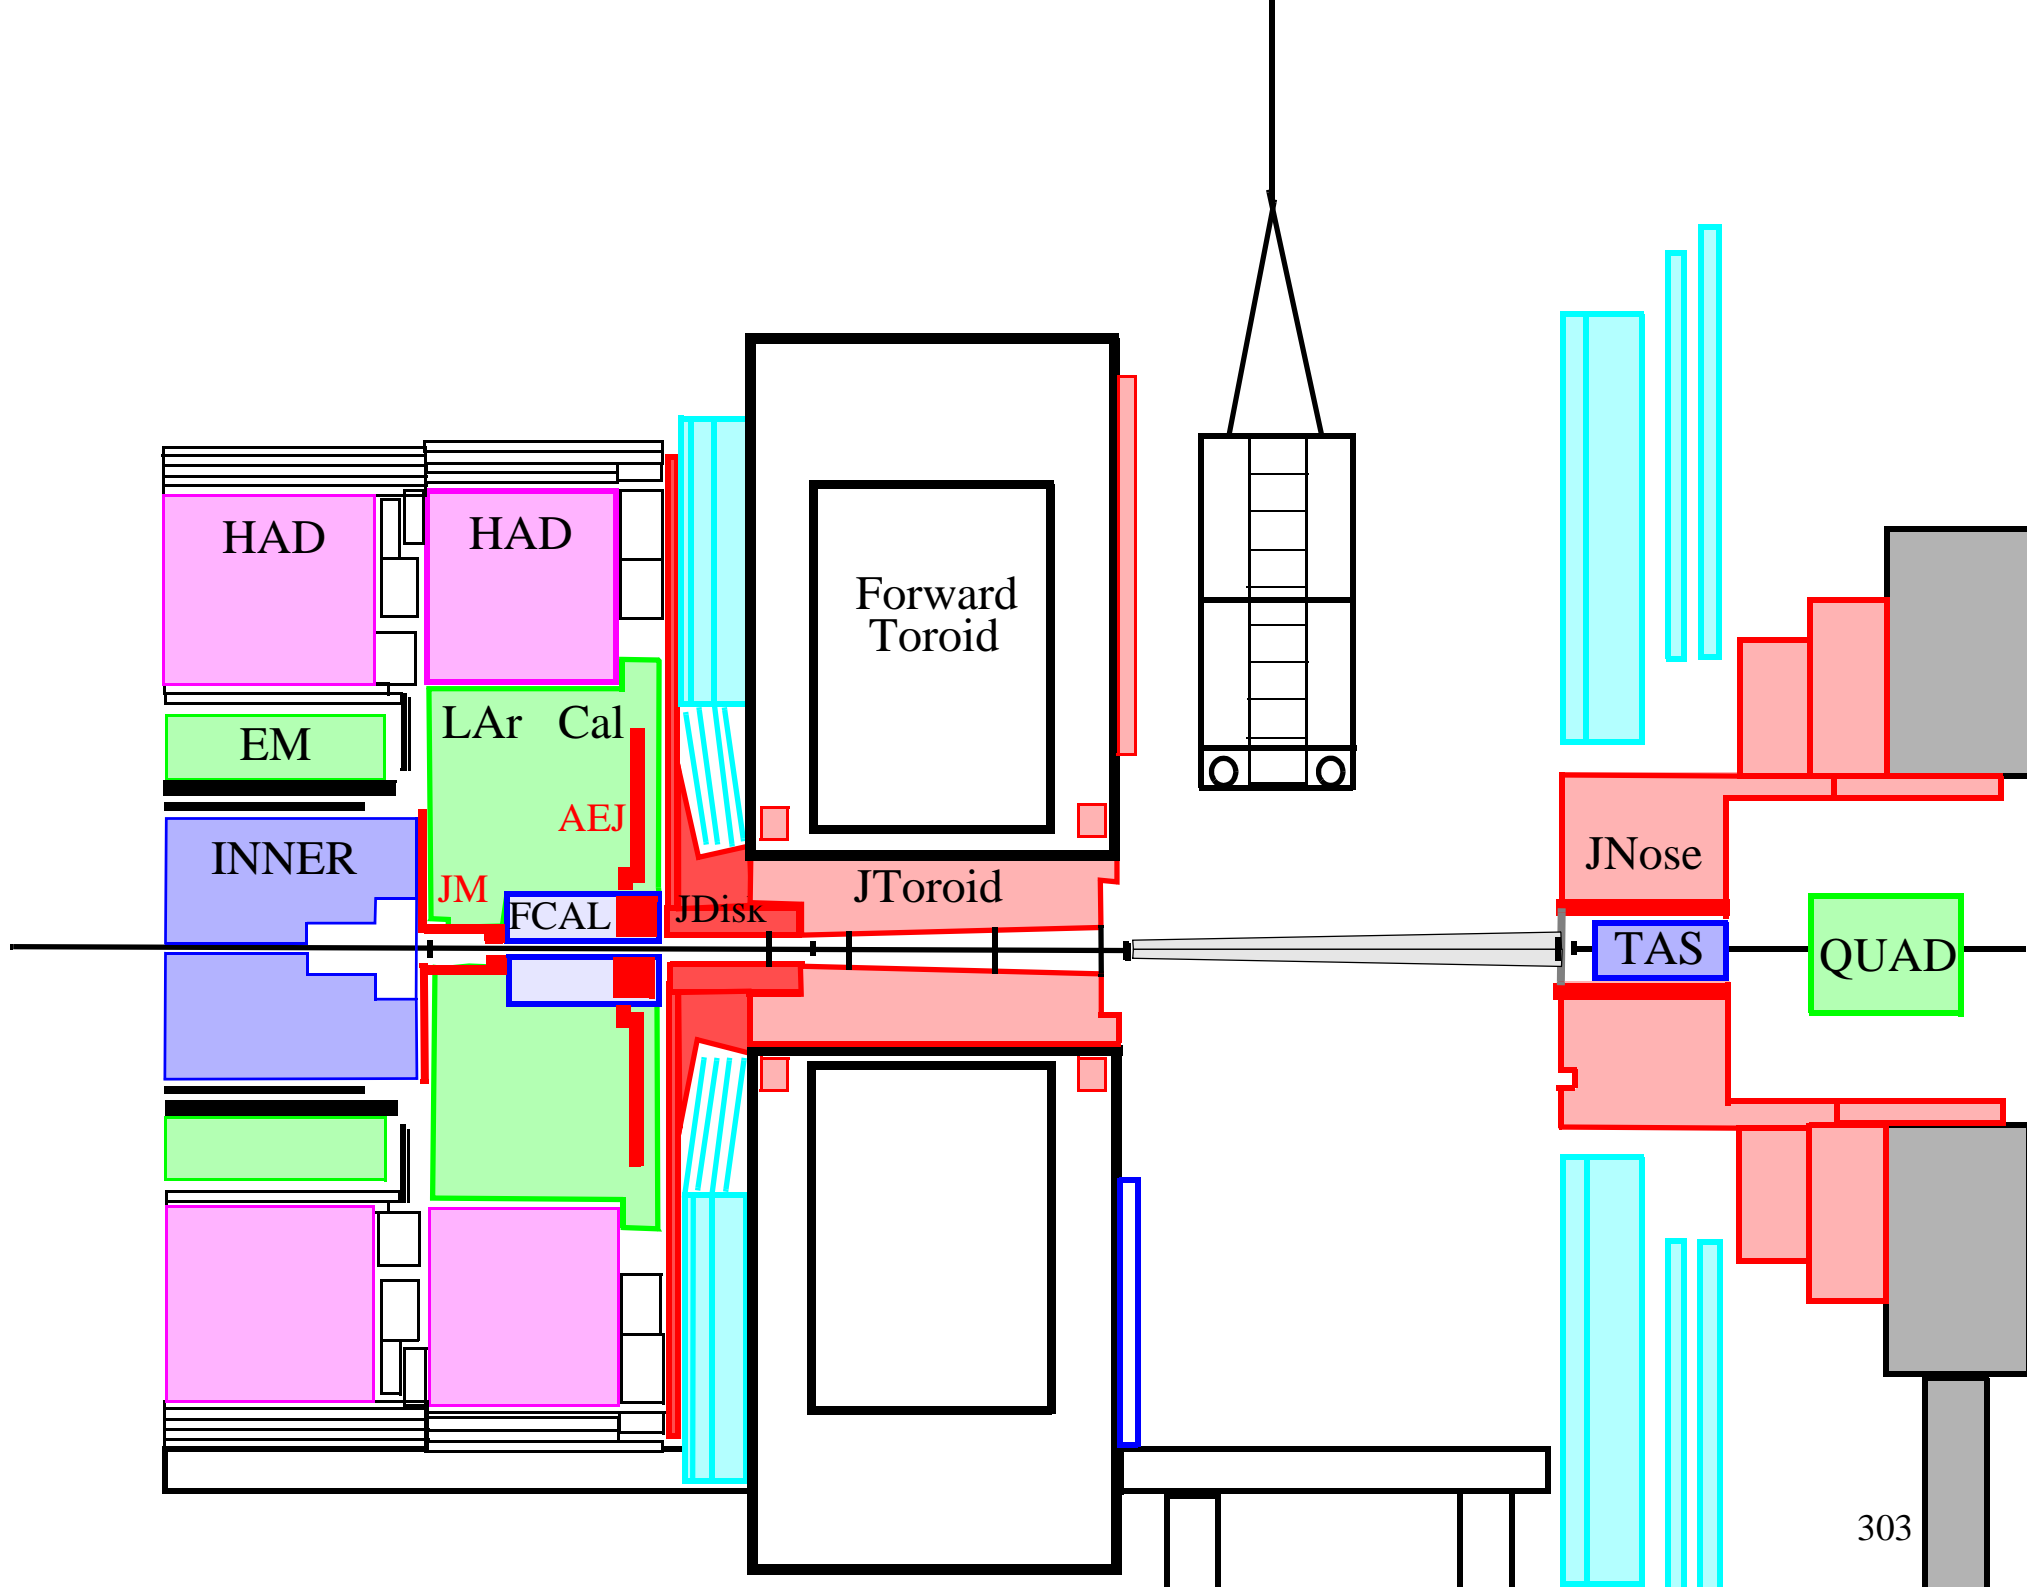 HAD
HAD
Forward
Toroid
LAr Cal
EM
AEJ
INNER
JM
FCAL
JDisk
JToroid
JNose
TAS
QUAD
303